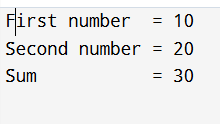 First number  = 10
Second number = 20
Sum           = 30